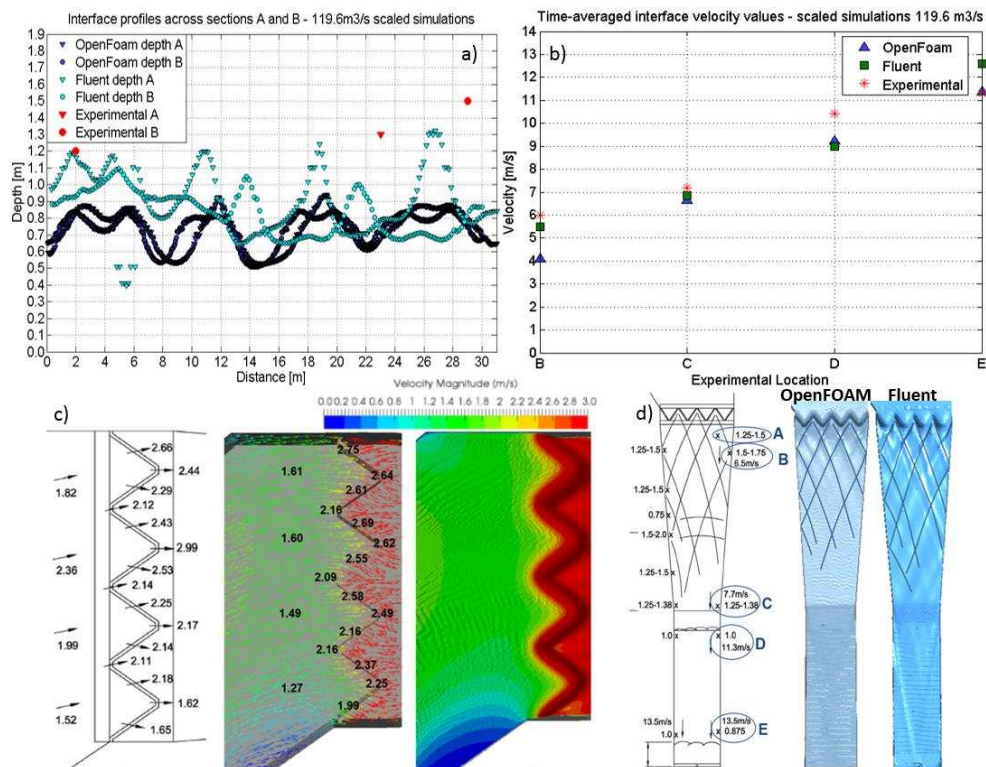 Interface profiles across sections A and B - 119.6m3/s scaled simulations
a)
OpenFoam depth A
OpenFoam depth B
Fluent depth A
Fluent depth B
Experimental A
Experimental B
Depth [m]
1.9
1.8
1.7
1.6
1.5
1.4
1.3
1.2
1.1
1.0
0.9
0.8
0.7
0.6
0.5
0.4
0.3
0.2
0.1
0.0
0 2 4 6 8 10 12 14 16 18 20 22 24 26 28 30
Distance [m]
Time-averaged interface velocity values - scaled simulations 119.6 m3/s
b)
OpenFoam
Fluent
Experimental
Velocity [m/s]
14
13
12
11
10
9
8
7
6
5
4
3
2
1
0
B C D E
Experimental Location
c)
Velocity Magnitude (m/s)
0.00 0.20 0.40 0.60 0.80 1.0 1.2 1.4 1.6 1.8 2.0 2.2 2.4 2.6 2.8 3.0
1.82
2.36
1.99
1.52
2.66
2.44
2.29
2.12
2.43
2.99
2.53
2.14
2.25
2.17
2.14
2.11
2.18
1.62
1.65
1.61
1.60
1.49
1.27
2.75
2.64
2.61
2.16
2.69
2.62
2.55
2.09
2.58
2.49
2.16
2.16
2.37
2.25
1.99
d)
OpenFOAM
Fluent
x 1.25-1.5
A
x 1.5-1.75
6.5m/s
B
1.25-1.5 x
1.25-1.5 x
0.75 x
1.5-2.0 x
1.25-1.5 x
1.25-1.38 x
7.7m/s
x 1.25-1.38
C
1.0 x
x 1.0
11.3m/s
D
13.5m/s
1.0 x
13.5m/s
x 0.875
E